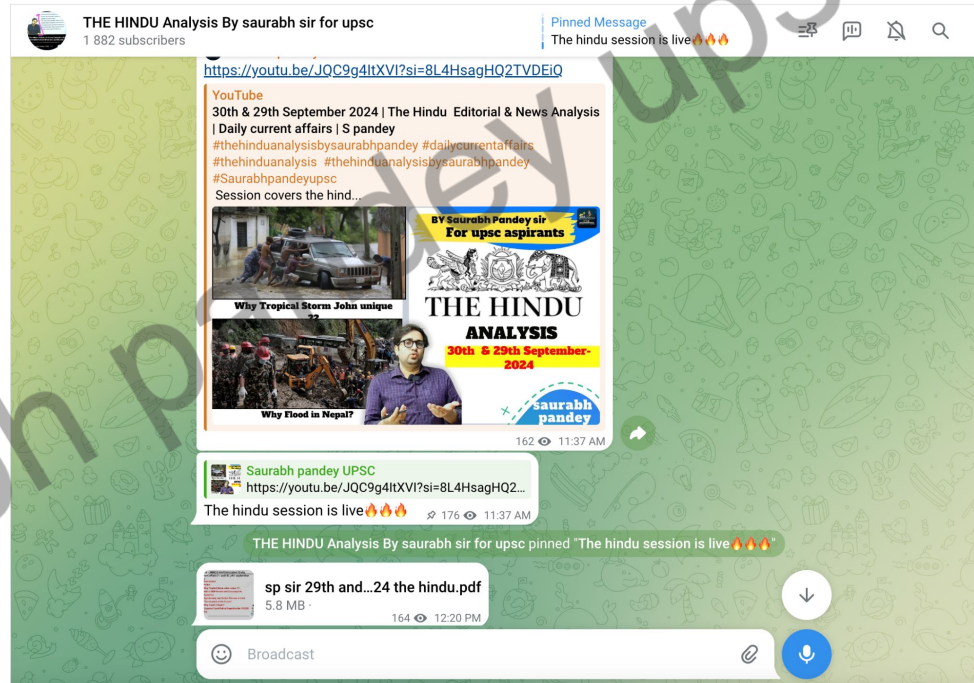 THE HINDU Analysis By saurabh sir for upsc
1 882 subscribers
Pinned Message
The hindu session is live🔥🔥🔥
https://youtu.be/JQC9g4ItXVI?si=8L4HsagHQ2TVDEiQ
YouTube
30th & 29th September 2024 | The Hindu Editorial & News Analysis
| Daily current affairs | S pandey
#thehinduanalysisbysaurabhpandey #dailycurrentaffairs
#thehinduanalysis #thehinduanalysisbysaurabhpandey
#Saurabhpandeyupsc
Session covers the hind...
Why Tropical Storm John unique
??
Why Flood in Nepal?
BY Saurabh Pandey sir
For upsc aspirants
THE HINDU
ANALYSIS
30th & 29th September-
2024
saurabh
pandey
162 11:37 AM
Saurabh pandey UPSC
https://youtu.be/JQC9g4ItXVI?si=8L4HsagHQ2...
The hindu session is live🔥🔥🔥 176 11:37 AM
THE HINDU Analysis By saurabh sir for upsc pinned "The hindu session is live🔥🔥🔥"
sp sir 29th and...24 the hindu.pdf
5.8 MB ·
164 12:20 PM
Broadcast
gh pandey ups